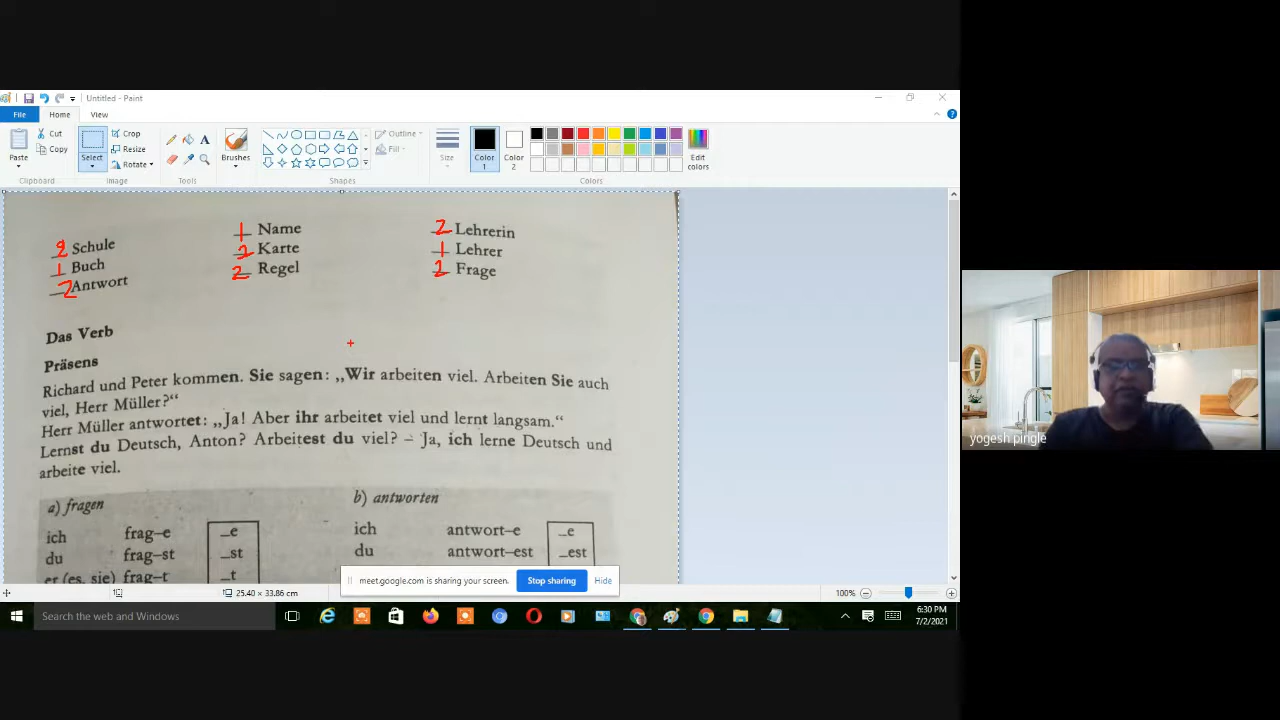 Untitled - Paint
File
Home
View
Paste
Cut
Copy
Clipboard
Select
Crop
Resize
Rotate
Image
A
Tools
Brushes
Outline
Fill
Shapes
Size
Color
1
Color
2
Edit
colors
Colors
Schule
1 Buch
2 Antwort
1 Name
2 Karte
2 Regel
2 Lehrerin
1 Lehrer
2 Frage
Das Verb
Präsens
Richard und Peter kommen. Sie sagen: „Wir arbeiten viel. Arbeiten Sie auch
viel, Herr Müller?“
Herr Müller antwortet: „Ja! Aber ihr arbeitet viel und lernt langsam.“
Lernst du Deutsch, Anton? Arbeitest du viel? – Ja, ich lerne Deutsch und
arbeite viel.
a) fragen
ich frag–e –e
du frag–st –st
er (es, sie) frag–t –t
b) antworten
ich antwort–e –e
du antwort–est –est
meet.google.com is sharing your screen.
Stop sharing
Hide
25.40 × 33.86 cm
100%
Search the web and Windows
6:30 PM
7/2/2021
yogesh pingle